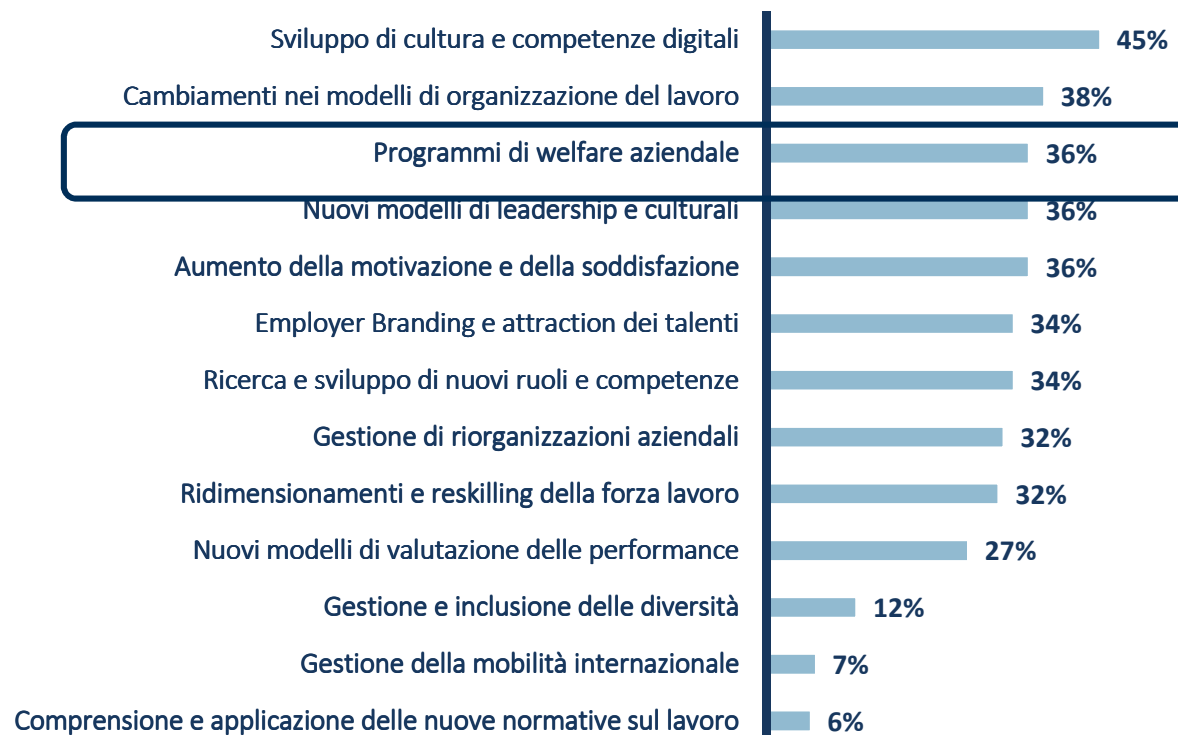 Sviluppo di cultura e competenze digitali 45%
Cambiamenti nei modelli di organizzazione del lavoro 38%
Programmi di welfare aziendale 36%
Nuovi modelli di leadership e culturali 36%
Aumento della motivazione e della soddisfazione 36%
Employer Branding e attraction dei talenti 34%
Ricerca e sviluppo di nuovi ruoli e competenze 34%
Gestione di riorganizzazioni aziendali 32%
Ridimensionamenti e reskilling della forza lavoro 32%
Nuovi modelli di valutazione delle performance 27%
Gestione e inclusione delle diversità 12%
Gestione della mobilità internazionale 7%
Comprensione e applicazione delle nuove normative sul lavoro 6%